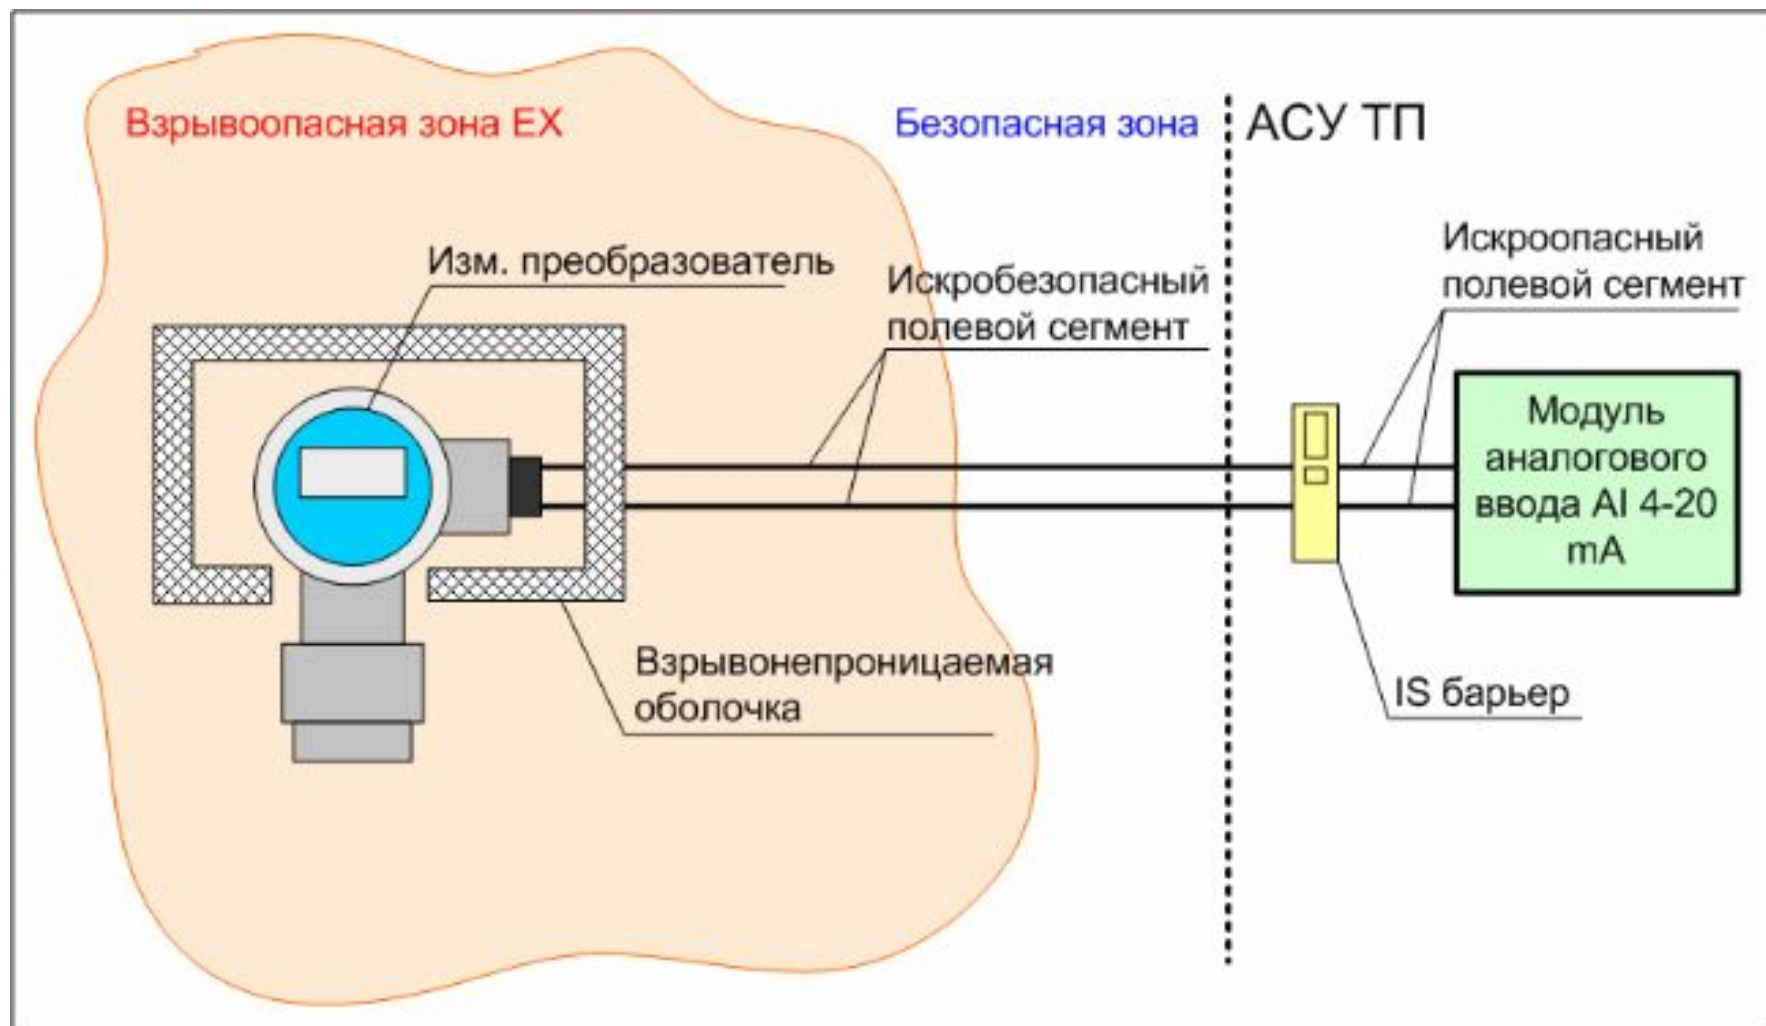 Взрывоопасная зона EX
Безопасная зона
АСУ ТП
Изм. преобразователь
Искробезопасный
полевой сегмент
Искроопасный
полевой сегмент
Модуль
аналогового
ввода AI 4-20
mA
Взрывонепроницаемая
оболочка
IS барьер